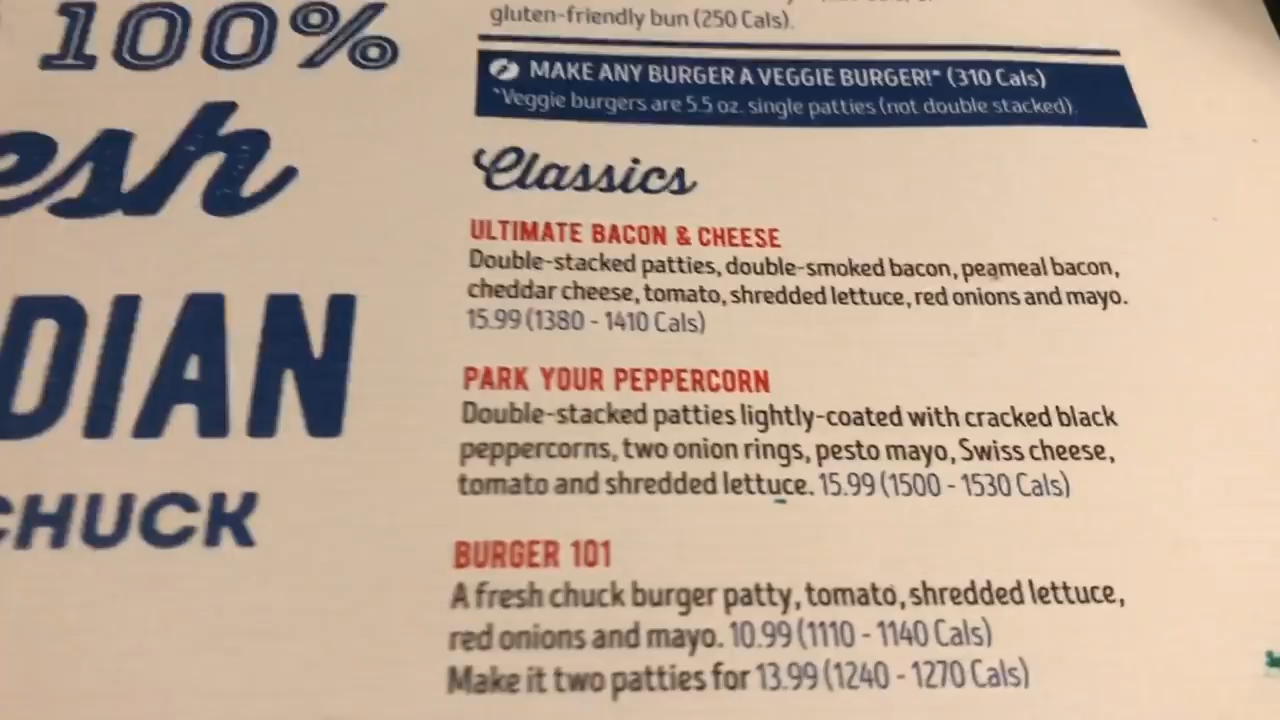 100%
esh
DIAN
CHUCK
gluten-friendly bun (250 Cals).
MAKE ANY BURGER A VEGGIE BURGER!* (310 Cals)
*Veggie burgers are 5.5 oz. single patties (not double stacked).
Classics
ULTIMATE BACON & CHEESE
Double-stacked patties, double-smoked bacon, peameal bacon,
cheddar cheese, tomato, shredded lettuce, red onions and mayo.
15.99 (1380 - 1410 Cals)
PARK YOUR PEPPERCORN
Double-stacked patties lightly-coated with cracked black
peppercorns, two onion rings, pesto mayo, Swiss cheese,
tomato and shredded lettuce. 15.99 (1500 - 1530 Cals)
BURGER 101
A fresh chuck burger patty, tomato, shredded lettuce,
red onions and mayo. 10.99 (1110 - 1140 Cals)
Make it two patties for 13.99 (1240 - 1270 Cals)